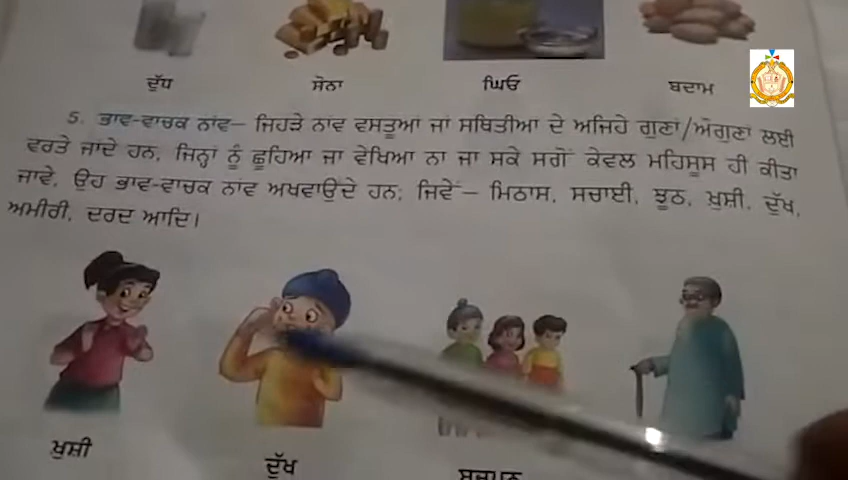 ਦੁੱਧ ਸੋਨਾ ਘਿਓ ਬਦਾਮ
5. ਭਾਵ-ਵਾਚਕ ਨਾਂਵ— ਜਿਹੜੇ ਨਾਂਵ ਵਸਤੂਆਂ ਜਾਂ ਸਥਿਤੀਆ ਦੇ ਅਜਿਹੇ ਗੁਣਾਂ/ਔਗੁਣਾਂ ਲਈ
ਵਰਤੇ ਜਾਂਦੇ ਹਨ, ਜਿਨ੍ਹਾਂ ਨੂੰ ਛੂਹਿਆ ਜਾ ਵੇਖਿਆ ਨਾ ਜਾ ਸਕੇ ਸਗੋਂ ਕੇਵਲ ਮਹਿਸੂਸ ਹੀ ਕੀਤਾ
ਜਾਵੇ, ਉਹ ਭਾਵ-ਵਾਚਕ ਨਾਂਵ ਅਖਵਾਉਂਦੇ ਹਨ; ਜਿਵੇਂ— ਮਿਠਾਸ, ਸਚਾਈ, ਝੂਠ, ਖ਼ੁਸ਼ੀ, ਦੁੱਖ,
ਅਮੀਰੀ, ਦਰਦ ਆਦਿ।
ਖ਼ੁਸ਼ੀ ਦੁੱਖ